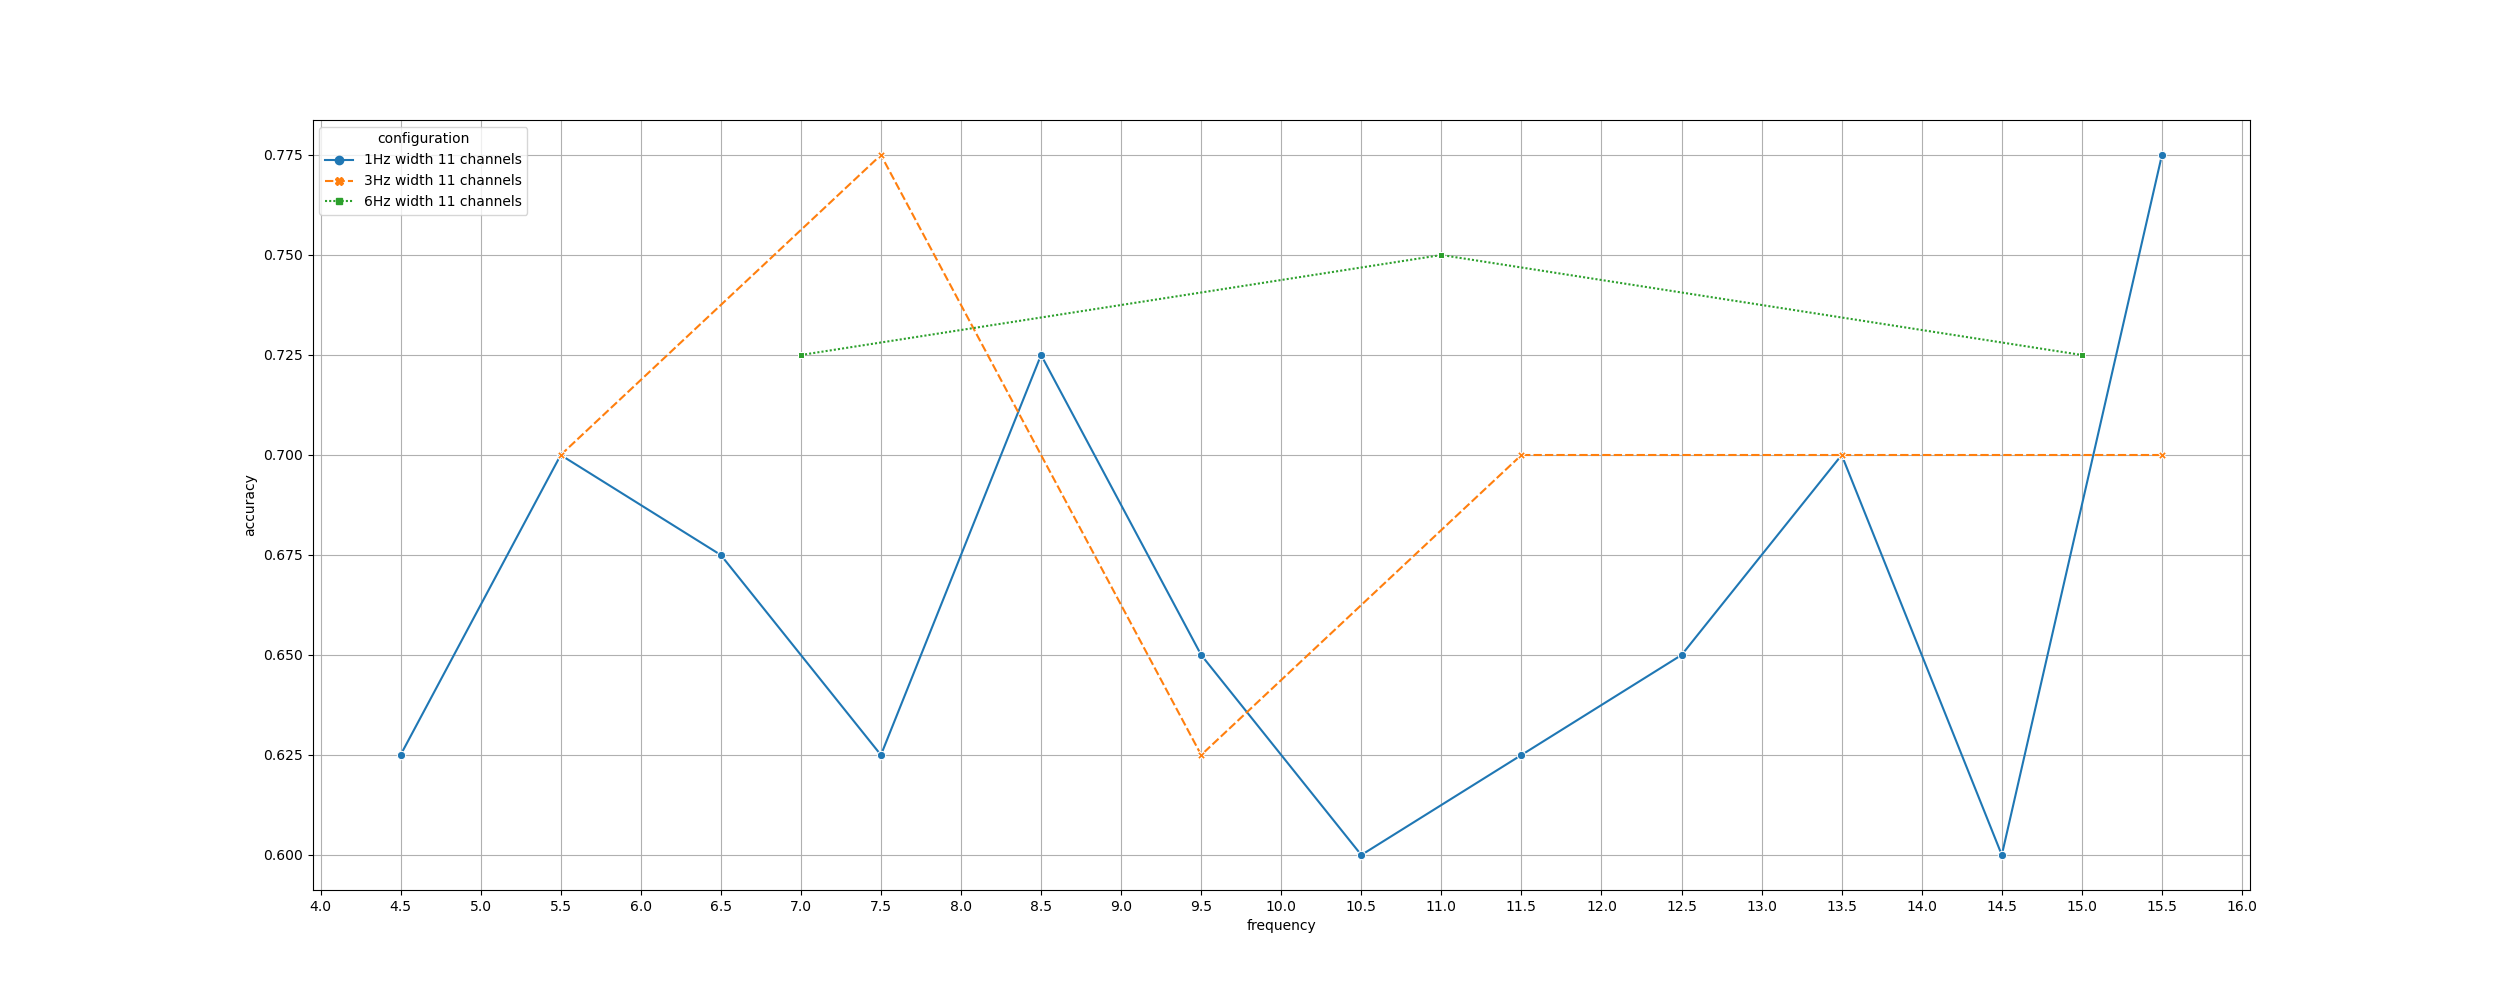 configuration
1Hz width 11 channels
3Hz width 11 channels
6Hz width 11 channels
0.775
0.750
0.725
0.700
0.675
0.650
0.625
0.600
accuracy
4.0 4.5 5.0 5.5 6.0 6.5 7.0 7.5 8.0 8.5 9.0 9.5 10.0 10.5 11.0 11.5 12.0 12.5 13.0 13.5 14.0 14.5 15.0 15.5 16.0
frequency